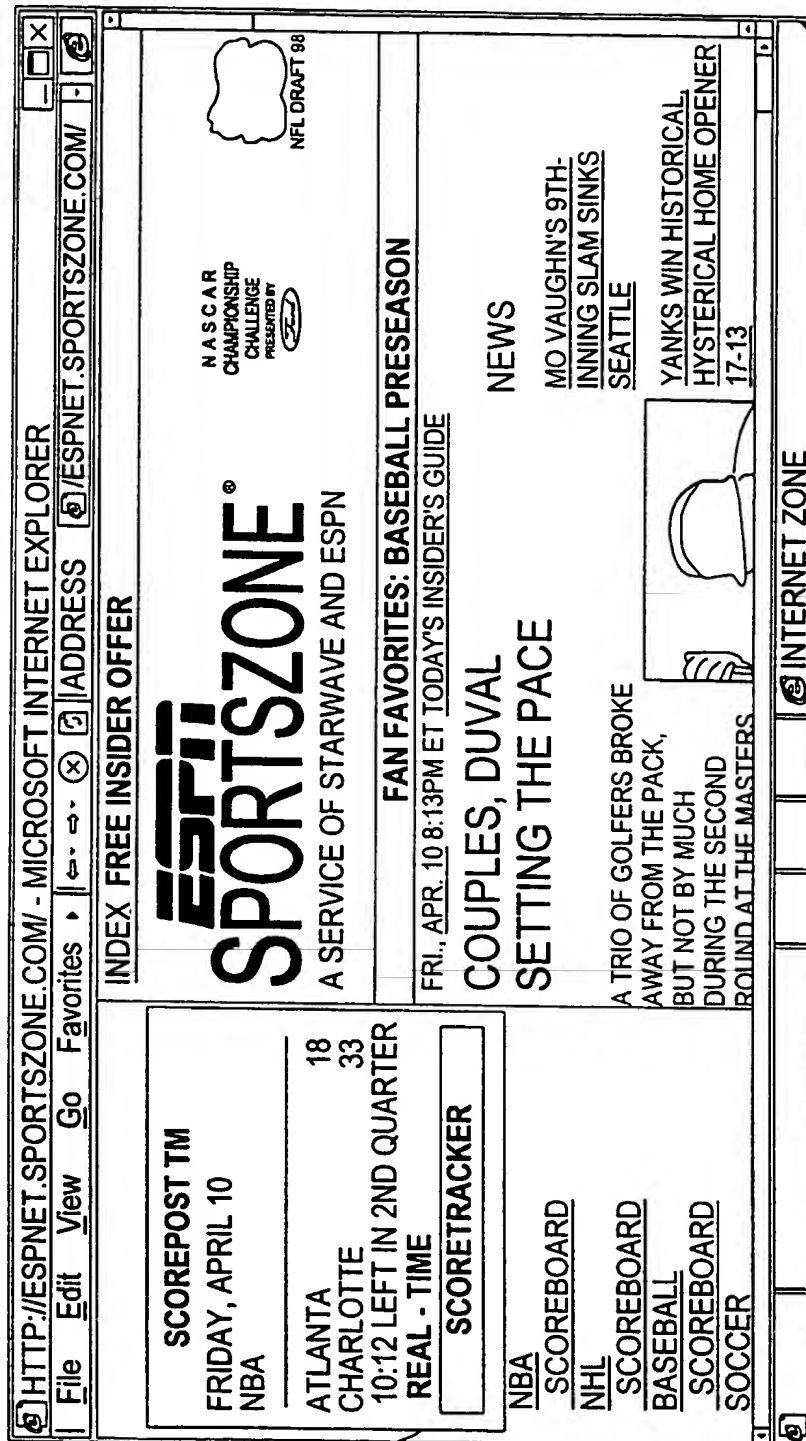 HTTP://ESPNET.SPORTSZONE.COM/ - MICROSOFT INTERNET EXPLORER
File Edit View Go Favorites ADDRESS /ESPNET.SPORTSZONE.COM/
SCOREPOST TM
FRIDAY, APRIL 10
NBA
ATLANTA 18
CHARLOTTE 33
10:12 LEFT IN 2ND QUARTER
REAL - TIME
SCORETRACKER
NBA
SCOREBOARD
NHL
SCOREBOARD
BASEBALL
SCOREBOARD
SOCCER
INDEX FREE INSIDER OFFER
ESPN
SPORTSZONE®
A SERVICE OF STARWAVE AND ESPN
NASCAR
CHAMPIONSHIP
CHALLENGE
PRESENTED BY
Ford
NFL DRAFT 98
FAN FAVORITES: BASEBALL PRESEASON
FRI., APR. 10 8:13PM ET TODAY'S INSIDER'S GUIDE
COUPLES, DUVAL
SETTING THE PACE
A TRIO OF GOLFERS BROKE
AWAY FROM THE PACK,
BUT NOT BY MUCH
DURING THE SECOND
ROUND AT THE MASTERS
NEWS
MO VAUGHN'S 9TH-
INNING SLAM SINKS
SEATTLE
YANKS WIN HISTORICAL,
HYSTERICAL HOME OPENER
17-13
INTERNET ZONE